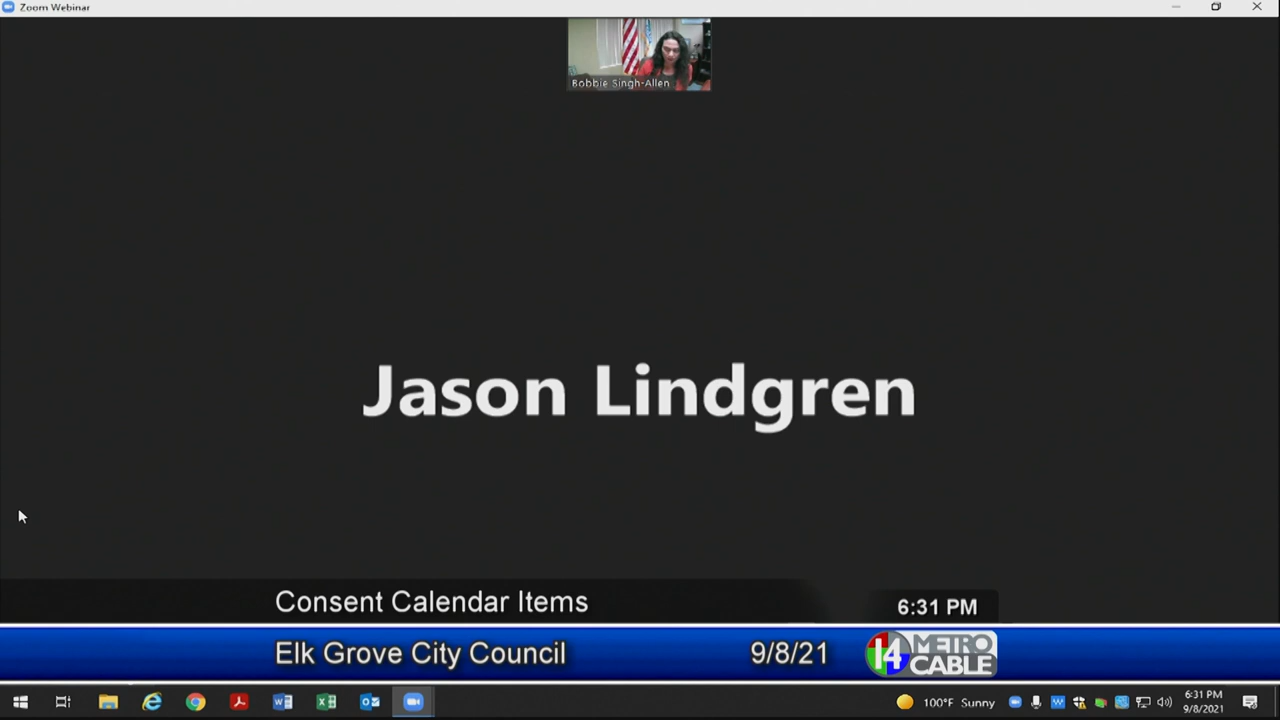 Zoom Webinar
Bobbie Singh-Allen
Jason Lindgren
Consent Calendar Items
6:31 PM
Elk Grove City Council
9/8/21
14 METRO CABLE
100°F Sunny
6:31 PM
9/8/2021